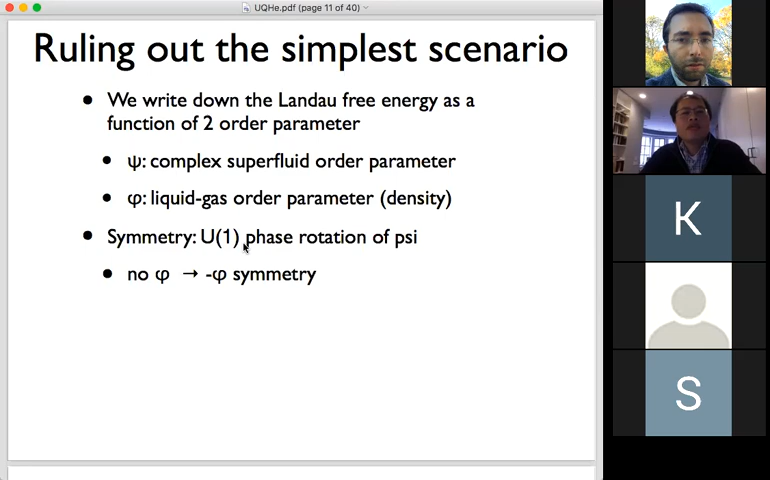 UQHe.pdf (page 11 of 40)
Ruling out the simplest scenario
• We write down the Landau free energy as a
function of 2 order parameter
• ψ: complex superfluid order parameter
• φ: liquid-gas order parameter (density)
• Symmetry: U(1) phase rotation of psi
• no φ → -φ symmetry
K
S